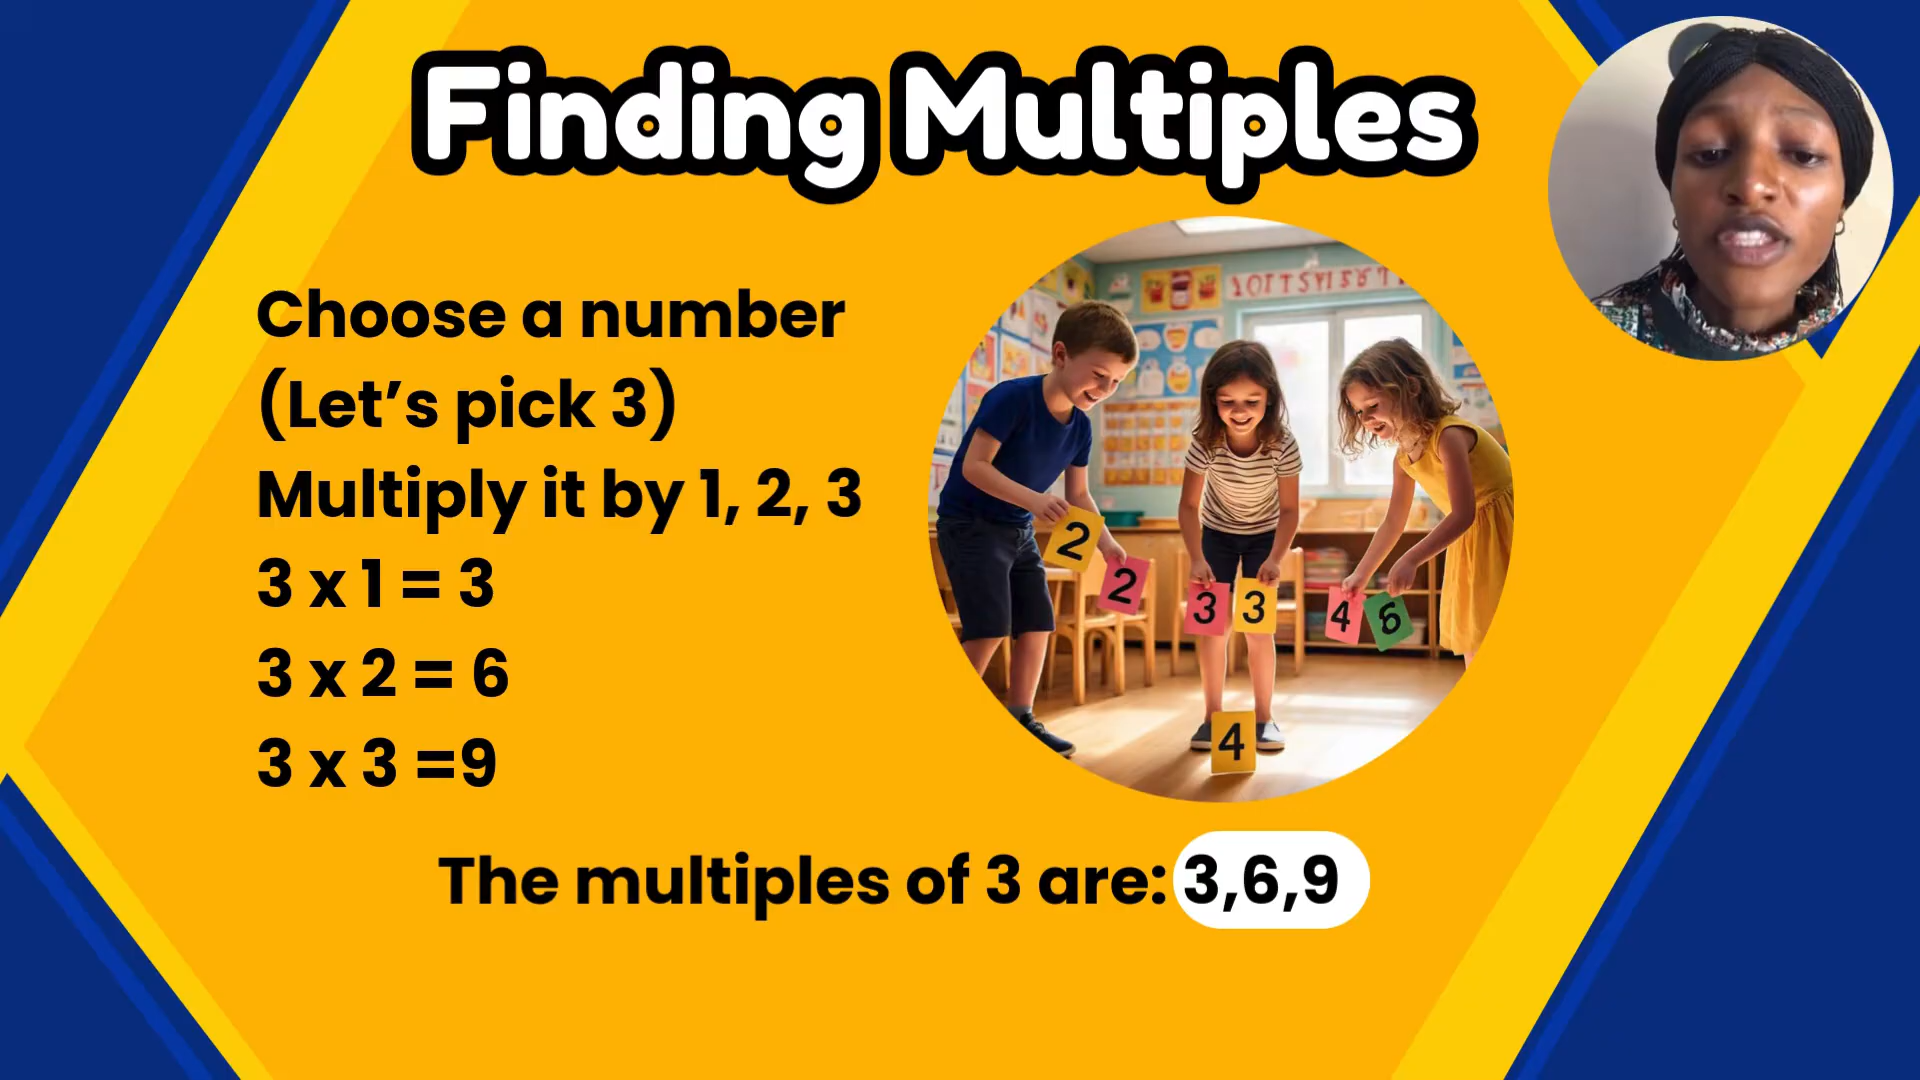 Finding Multiples
Choose a number
(Let’s pick 3)
Multiply it by 1, 2, 3
3 x 1 = 3
3 x 2 = 6
3 x 3 =9
2
2
3
3
4
6
4
The multiples of 3 are: 3,6,9